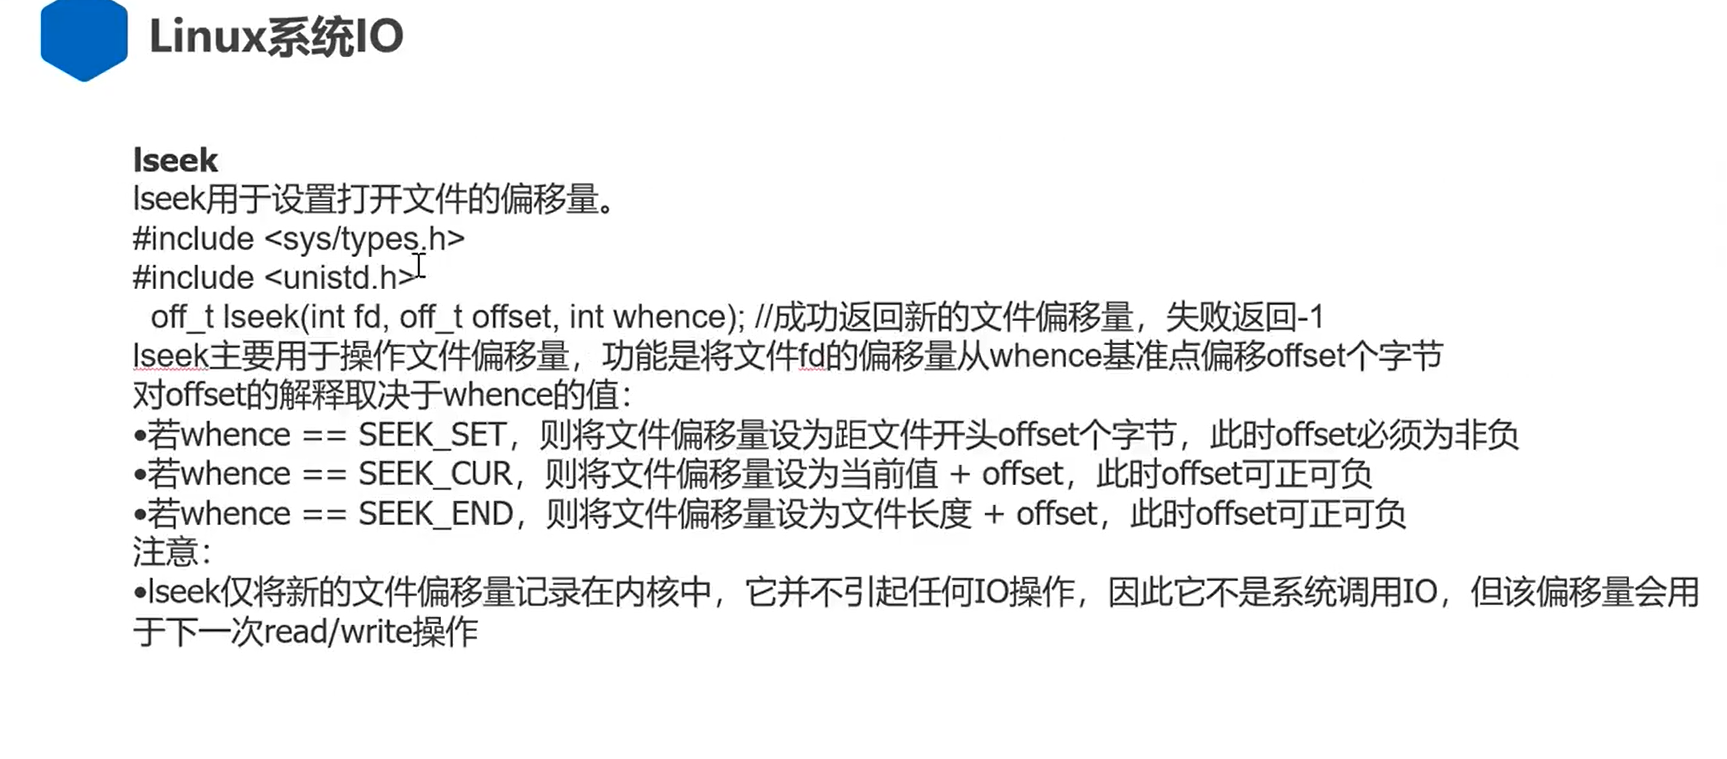 Linux系统IO
lseek
lseek用于设置打开文件的偏移量。
#include <sys/types.h>
#include <unistd.h>
off_t lseek(int fd, off_t offset, int whence); //成功返回新的文件偏移量，失败返回-1
lseek主要用于操作文件偏移量，功能是将文件fd的偏移量从whence基准点偏移offset个字节
对offset的解释取决于whence的值：
•若whence == SEEK_SET，则将文件偏移量设为距文件开头offset个字节，此时offset必须为非负
•若whence == SEEK_CUR，则将文件偏移量设为当前值 + offset，此时offset可正可负
•若whence == SEEK_END，则将文件偏移量设为文件长度 + offset，此时offset可正可负
注意：
•lseek仅将新的文件偏移量记录在内核中，它并不引起任何IO操作，因此它不是系统调用IO，但该偏移量会用
于下一次read/write操作